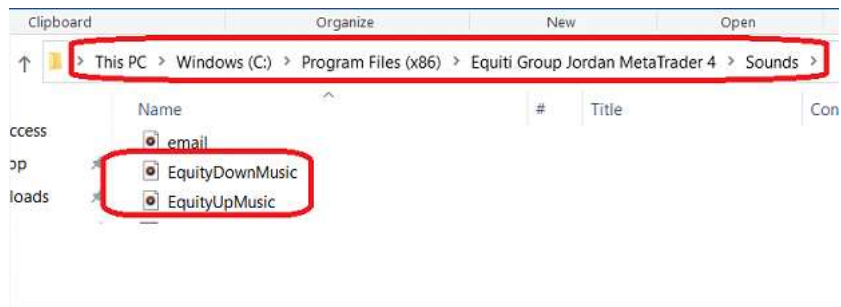 Clipboard Organize New Open
This PC > Windows (C:) > Program Files (x86) > Equiti Group Jordan MetaTrader 4 > Sounds >
Name # Title Con
ccess
email
op
EquityDownMusic
loads
EquityUpMusic